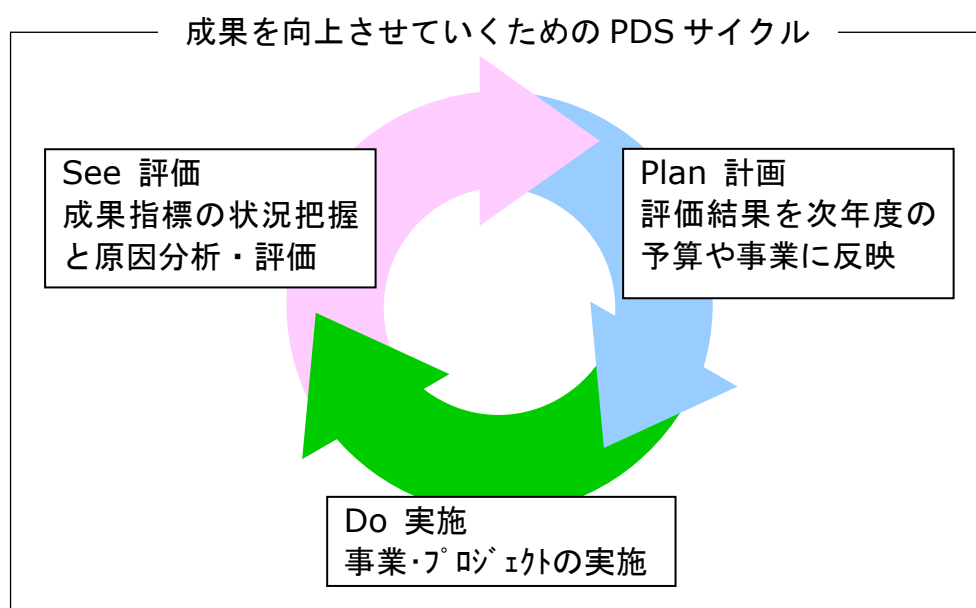 成果を向上させていくための PDS サイクル
See 評価
成果指標の状況把握
と原因分析・評価
Plan 計画
評価結果を次年度の
予算や事業に反映
Do 実施
事業･ﾌﾟﾛｼﾞｪｸﾄの実施